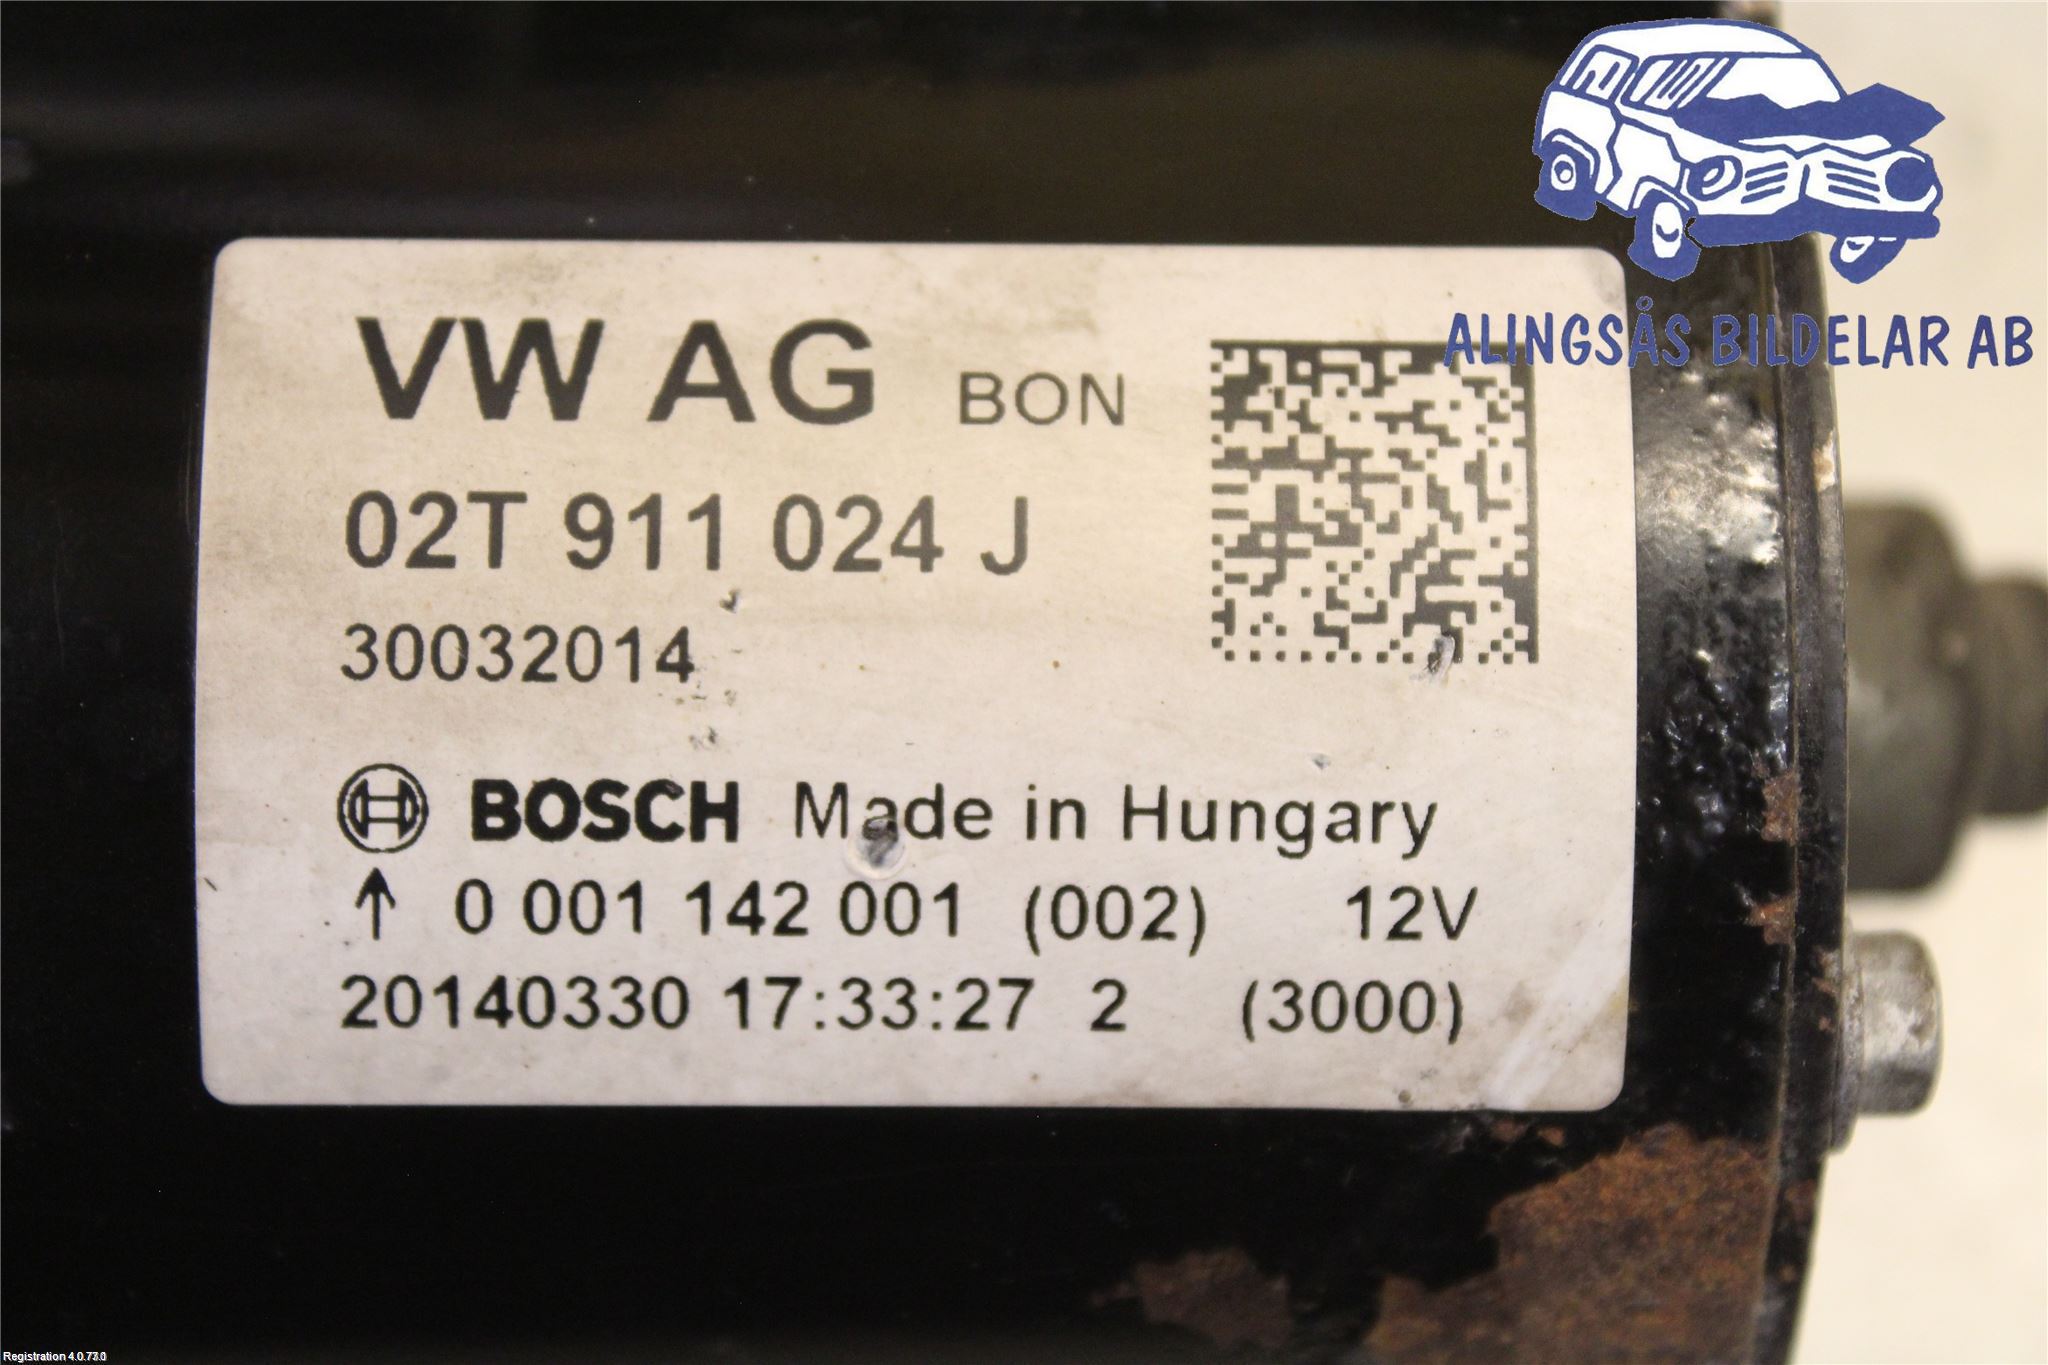 ALINGSÅS BILDELAR AB
VW AG BON
02T 911 024 J
30032014
BOSCH Made in Hungary
↑ 0 001 142 001 (002) 12V
20140330 17:33:27 2 (3000)